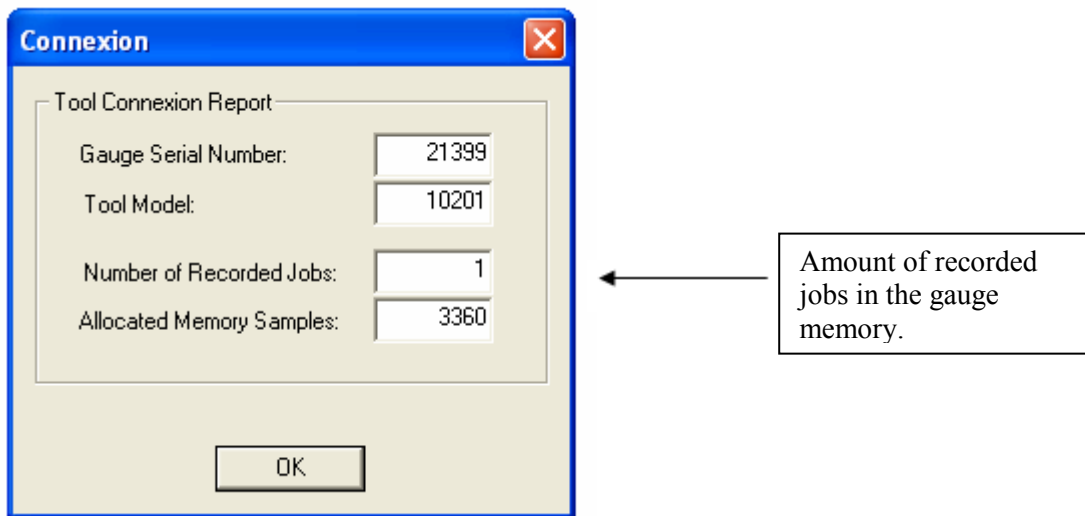 Connexion
Tool Connexion Report
Gauge Serial Number: 21399
Tool Model: 10201
Number of Recorded Jobs: 1
Allocated Memory Samples: 3360
OK
Amount of recorded
jobs in the gauge
memory.